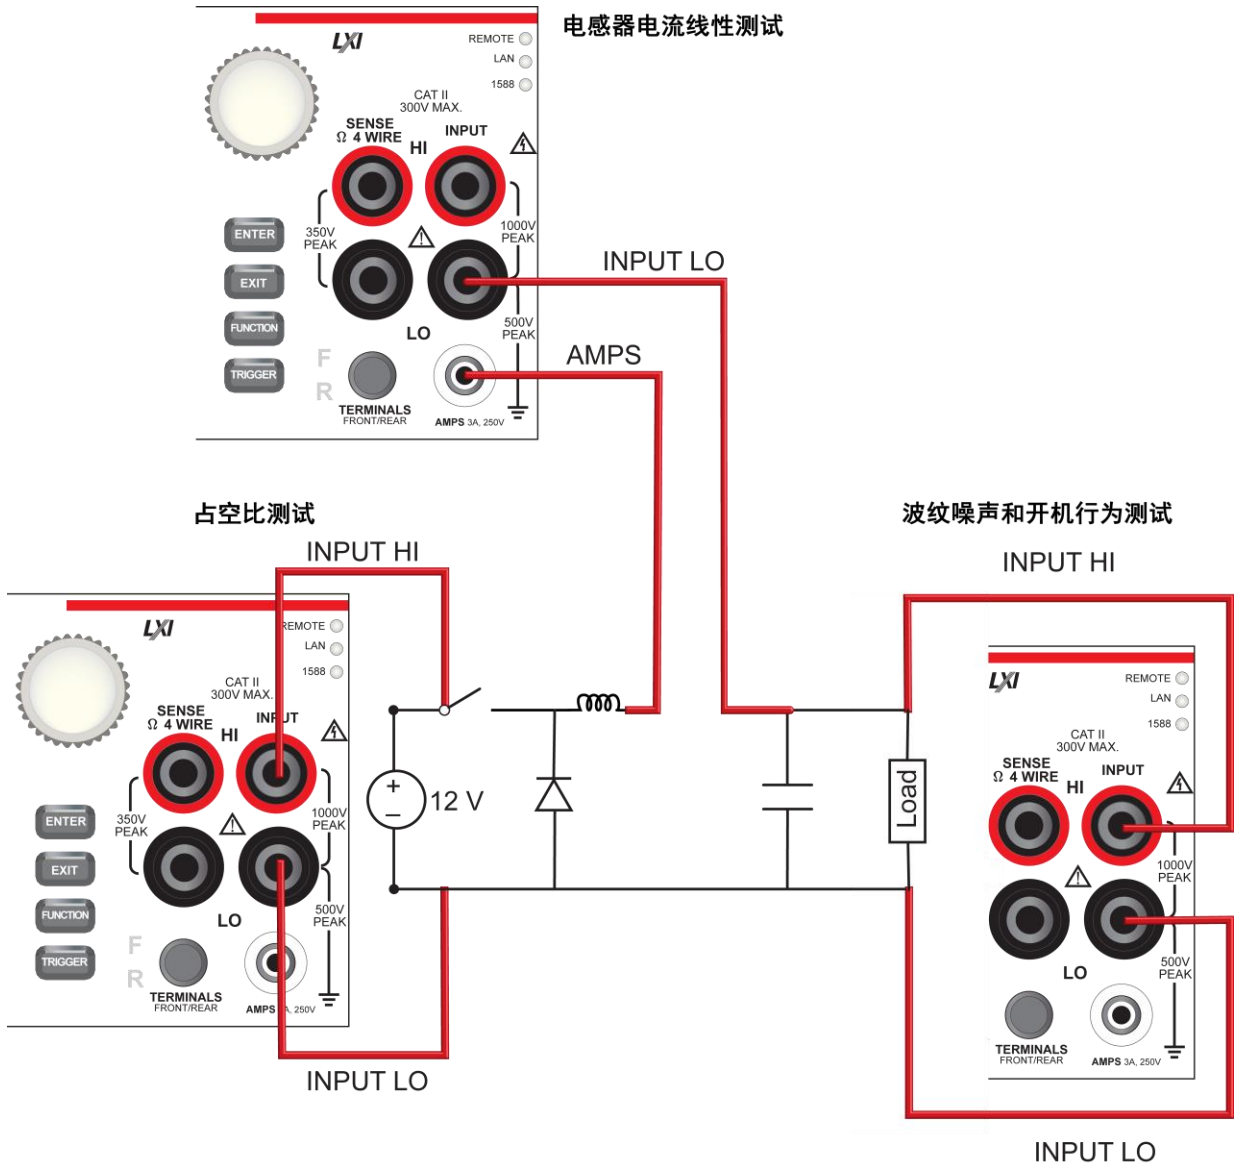 电感器电流线性测试
LXI
REMOTE
LAN
1588
CAT II
300V MAX.
SENSE
Ω 4 WIRE
HI
INPUT
350V
PEAK
1000V
PEAK
ENTER
EXIT
FUNCTION
TRIGGER
500V
PEAK
LO
F
R
TERMINALS
FRONT/REAR
AMPS 3A, 250V
INPUT LO
AMPS
占空比测试
INPUT HI
LXI
REMOTE
LAN
1588
CAT II
300V MAX.
SENSE
Ω 4 WIRE
HI
INPUT
350V
PEAK
1000V
PEAK
ENTER
EXIT
FUNCTION
TRIGGER
500V
PEAK
LO
F
R
TERMINALS
FRONT/REAR
AMPS A, 250V
INPUT LO
+
−
12 V
Load
波纹噪声和开机行为测试
INPUT HI
LXI
REMOTE
LAN
1588
CAT II
300V MAX.
SENSE
Ω 4 WIRE
HI
INPUT
1000V
PEAK
500V
PEAK
LO
TERMINALS
FRONT/REAR
AMPS 3A, 250V
INPUT LO